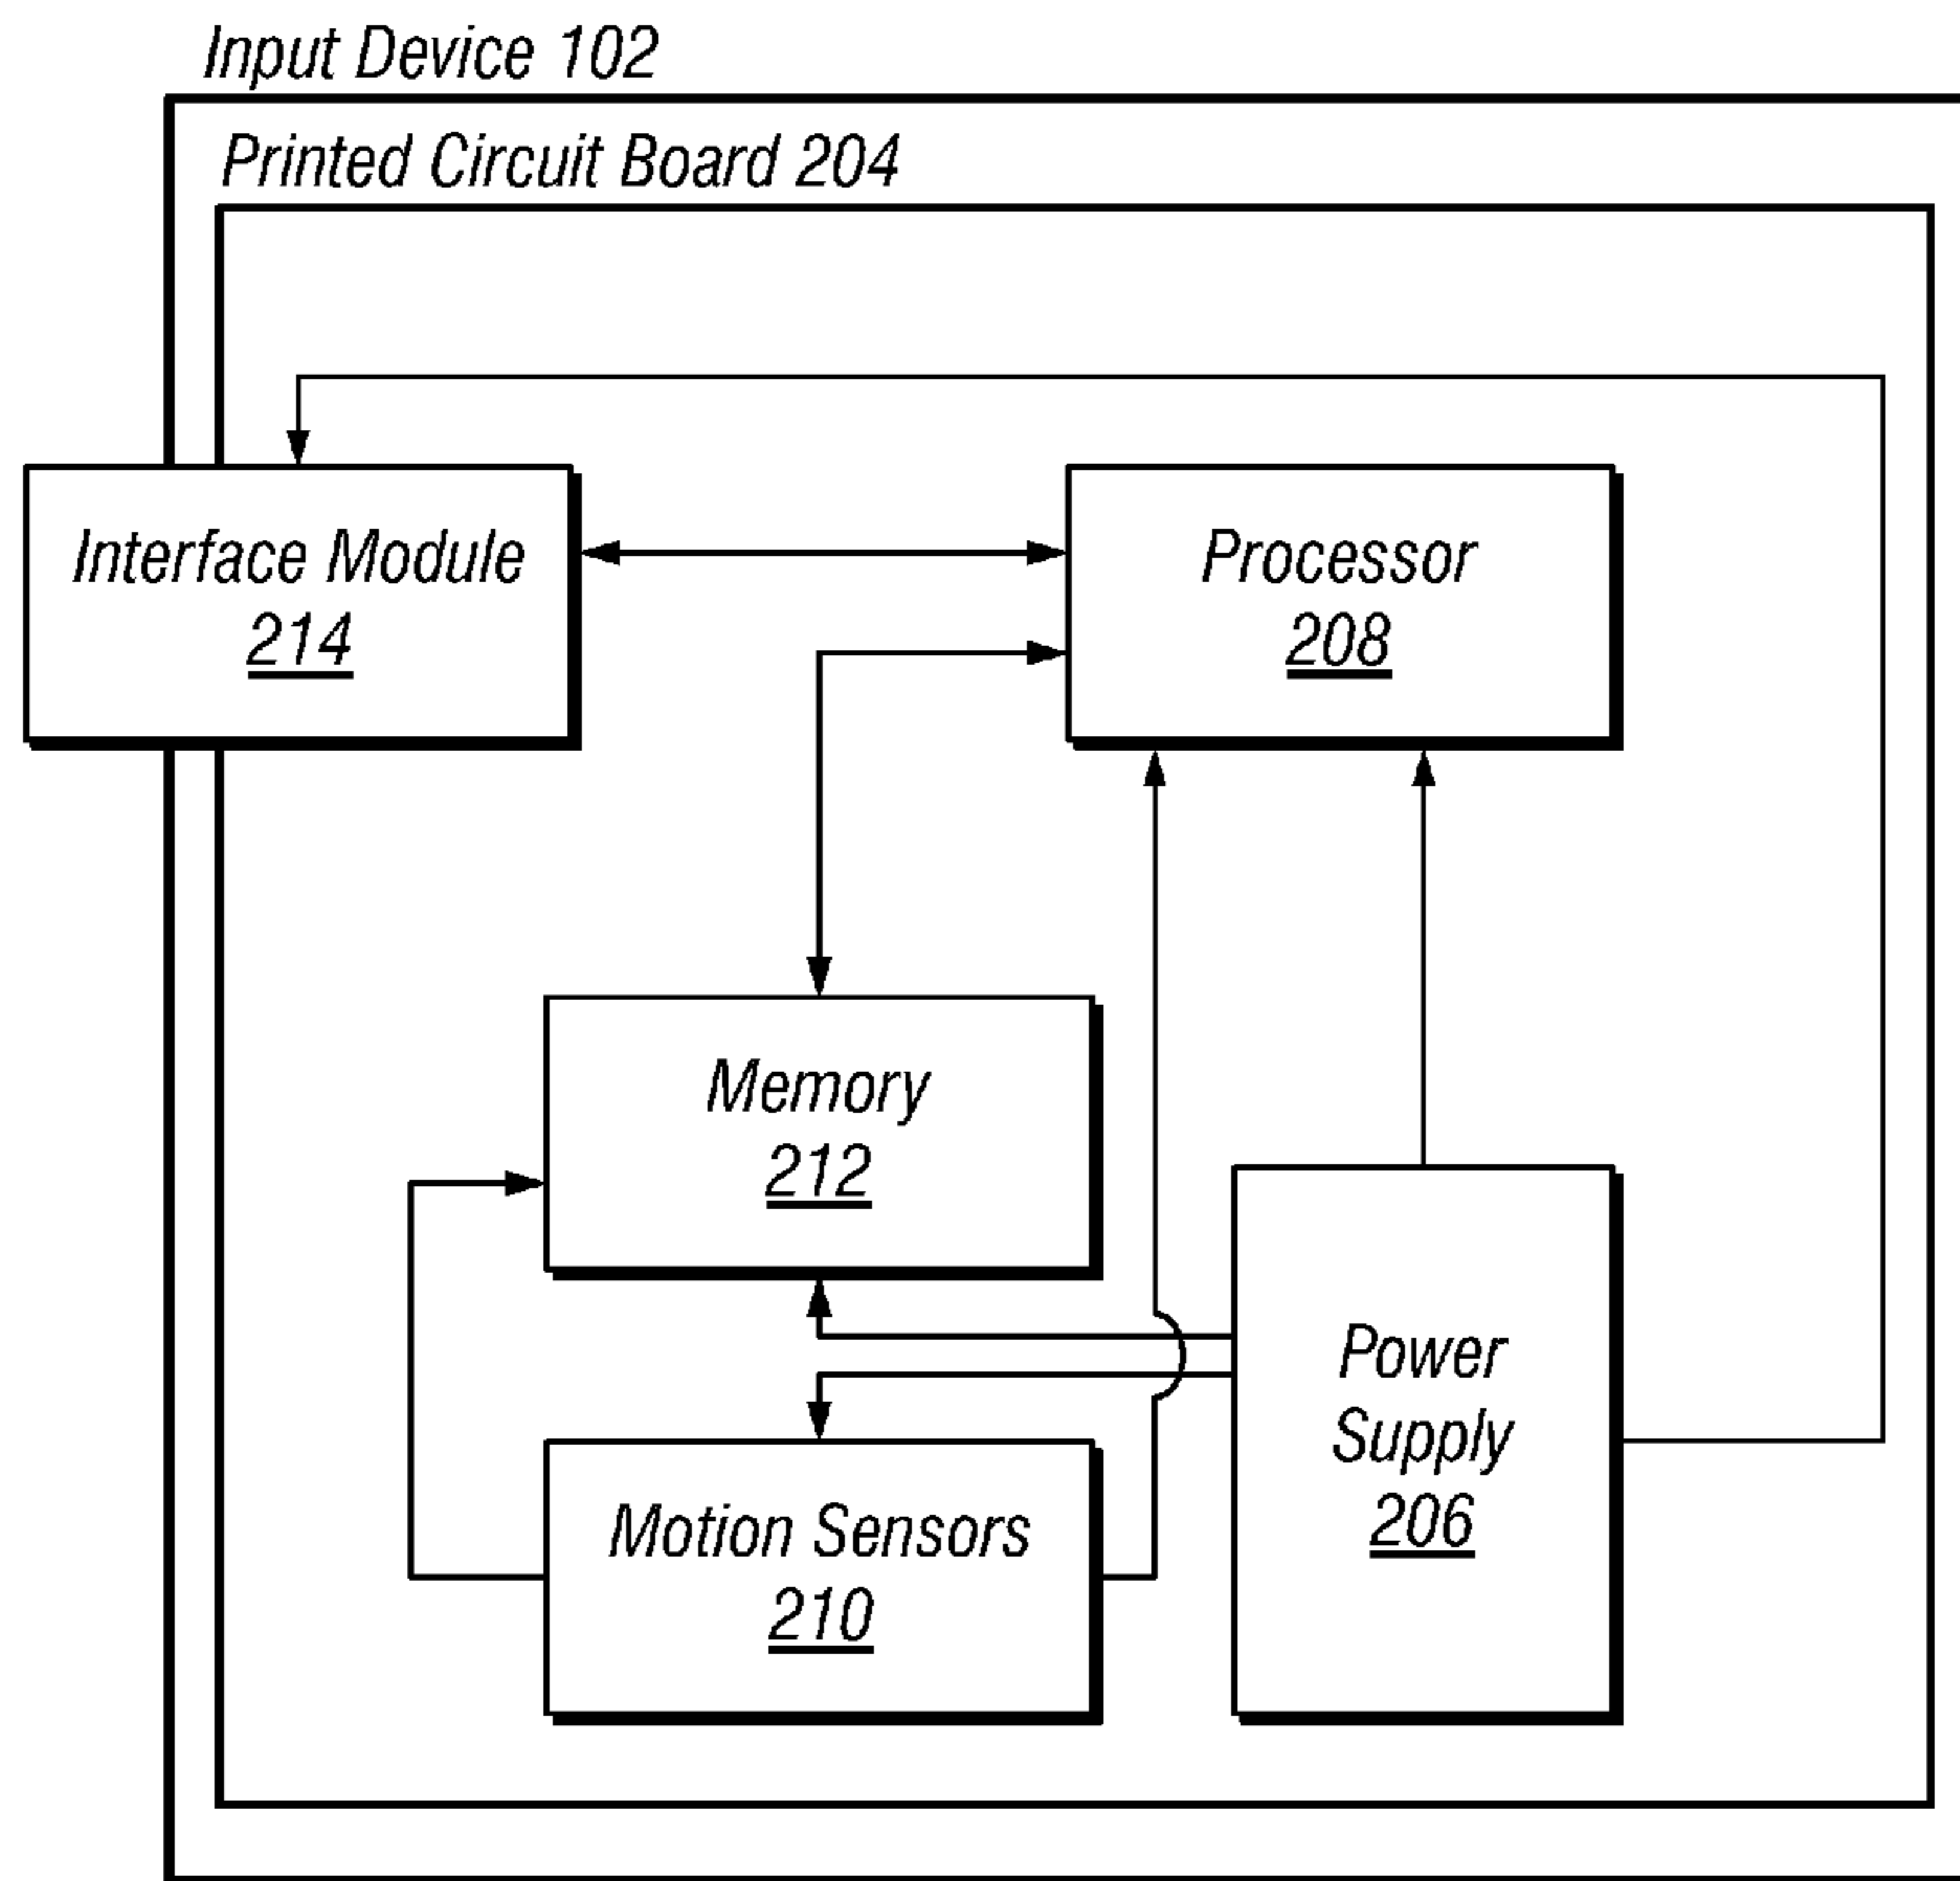 Input Device 102
Printed Circuit Board 204
Interface Module
214
Processor
208
Memory
212
Power
Supply
206
Motion Sensors
210